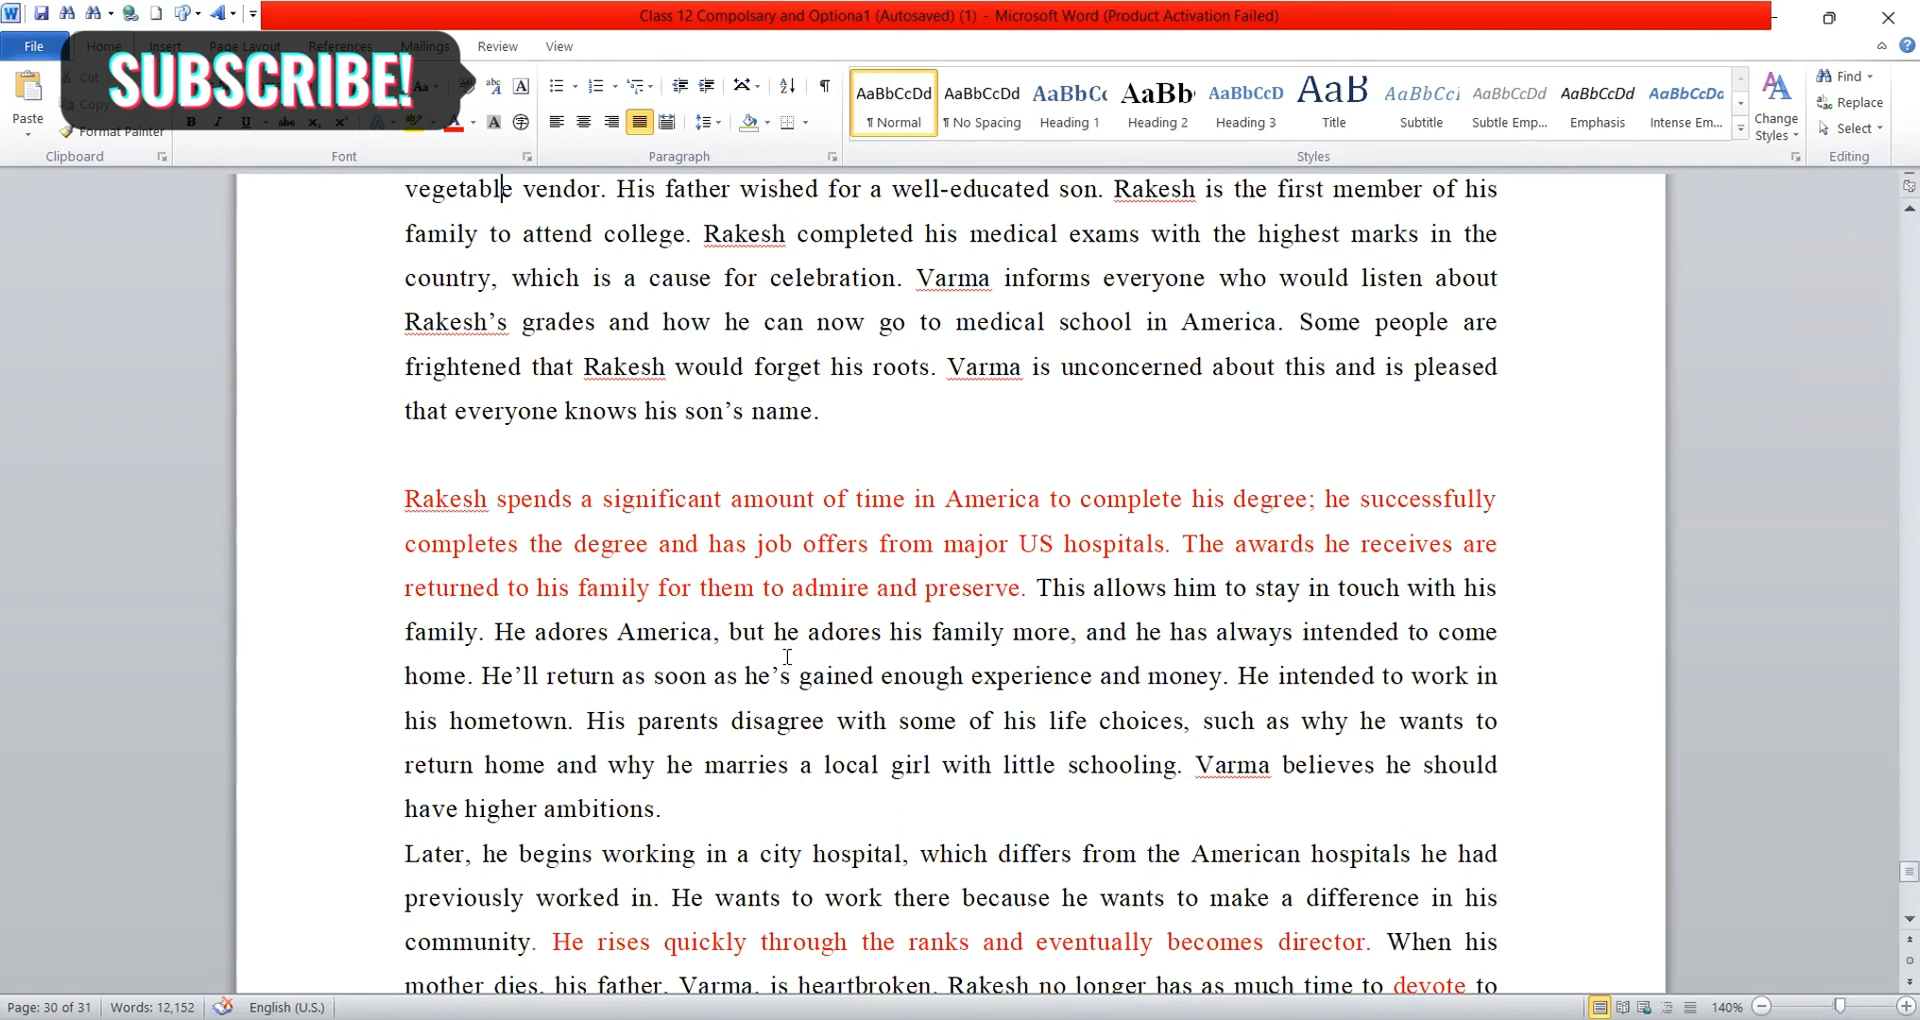 Class 12 Compolsary and Optiona1 (Autosaved) (1) - Microsoft Word (Product Activation Failed)
File Home Insert Page Layout References Mailings Review View
SUBSCRIBE!
Cut
Copy
Paste
Format Painter
Clipboard Font Paragraph Styles Editing
AaBbCcDd AaBbCcDd AaBbCc AaBb AaBbCcD AaB AaBbCcl AaBbCcDd AaBbCcDd AaBbCcDd
¶ Normal ¶ No Spacing Heading 1 Heading 2 Heading 3 Title Subtitle Subtle Emp... Emphasis Intense Em...
Change Styles
Find
Replace
Select
vegetable vendor. His father wished for a well-educated son. Rakesh is the first member of his
family to attend college. Rakesh completed his medical exams with the highest marks in the
country, which is a cause for celebration. Varma informs everyone who would listen about
Rakesh’s grades and how he can now go to medical school in America. Some people are
frightened that Rakesh would forget his roots. Varma is unconcerned about this and is pleased
that everyone knows his son’s name.
Rakesh spends a significant amount of time in America to complete his degree; he successfully
completes the degree and has job offers from major US hospitals. The awards he receives are
returned to his family for them to admire and preserve. This allows him to stay in touch with his
family. He adores America, but he adores his family more, and he has always intended to come
home. He’ll return as soon as he’s gained enough experience and money. He intended to work in
his hometown. His parents disagree with some of his life choices, such as why he wants to
return home and why he marries a local girl with little schooling. Varma believes he should
have higher ambitions.
Later, he begins working in a city hospital, which differs from the American hospitals he had
previously worked in. He wants to work there because he wants to make a difference in his
community. He rises quickly through the ranks and eventually becomes director. When his
mother dies, his father, Varma, is heartbroken. Rakesh no longer has as much time to devote to
Page: 30 of 31 Words: 12,152 English (U.S.) 140%